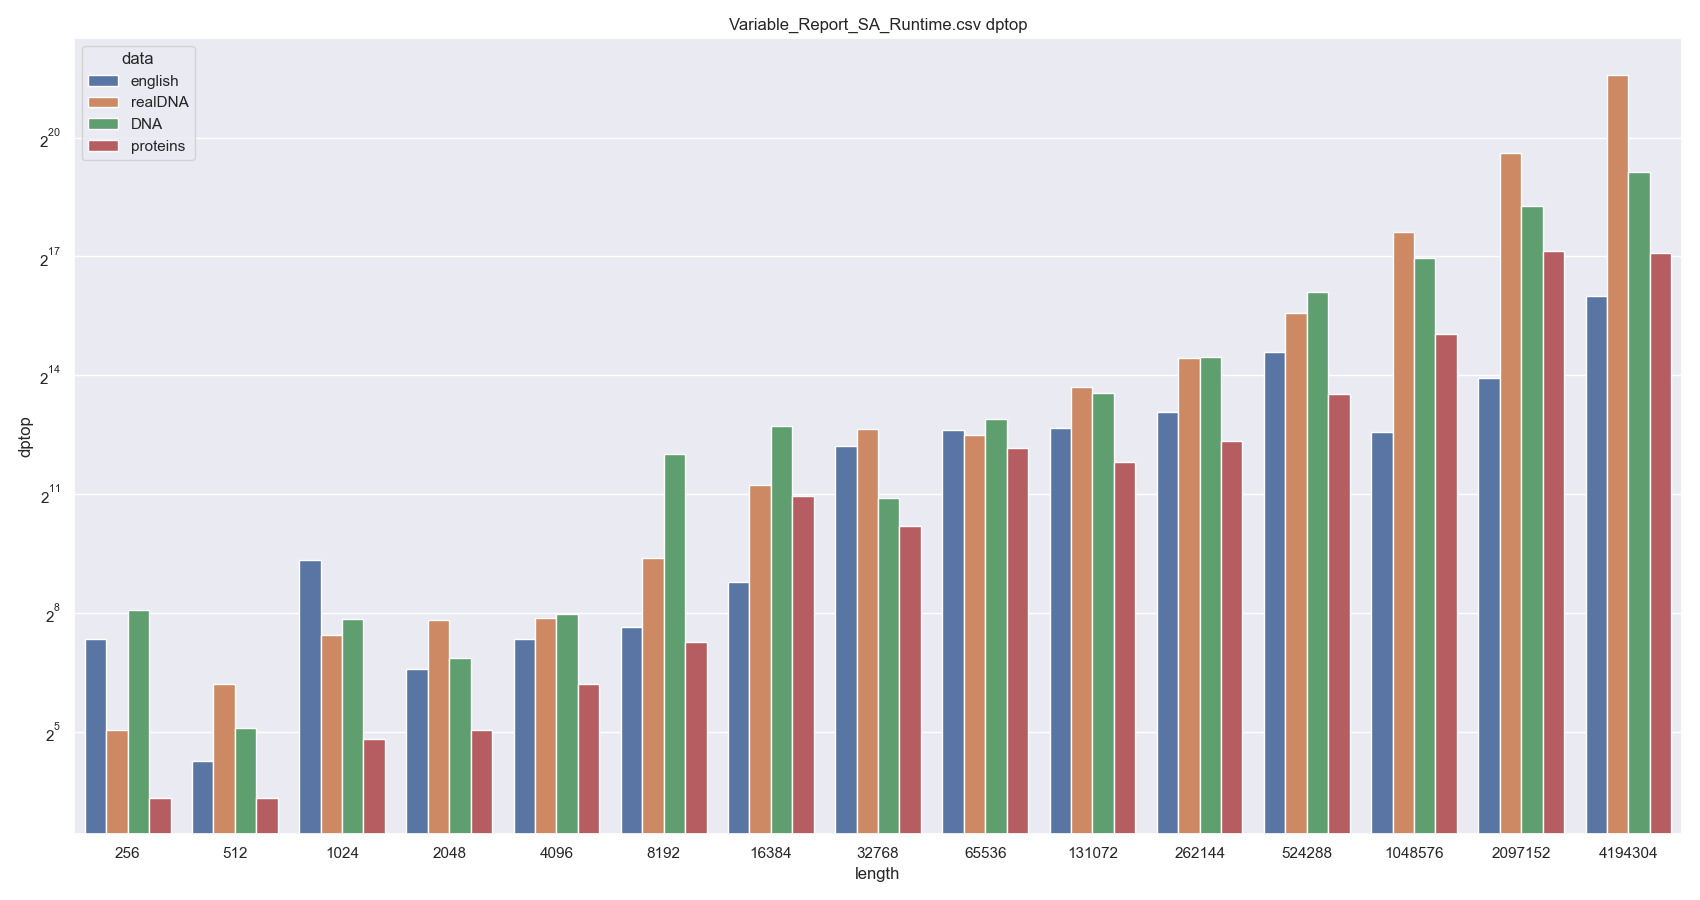 Variable_Report_SA_Runtime.csv dptop
data
english
realDNA
DNA
proteins
2^20
2^17
2^14
2^11
2^8
2^5
dptop
256 512 1024 2048 4096 8192 16384 32768 65536 131072 262144 524288 1048576 2097152 4194304
length